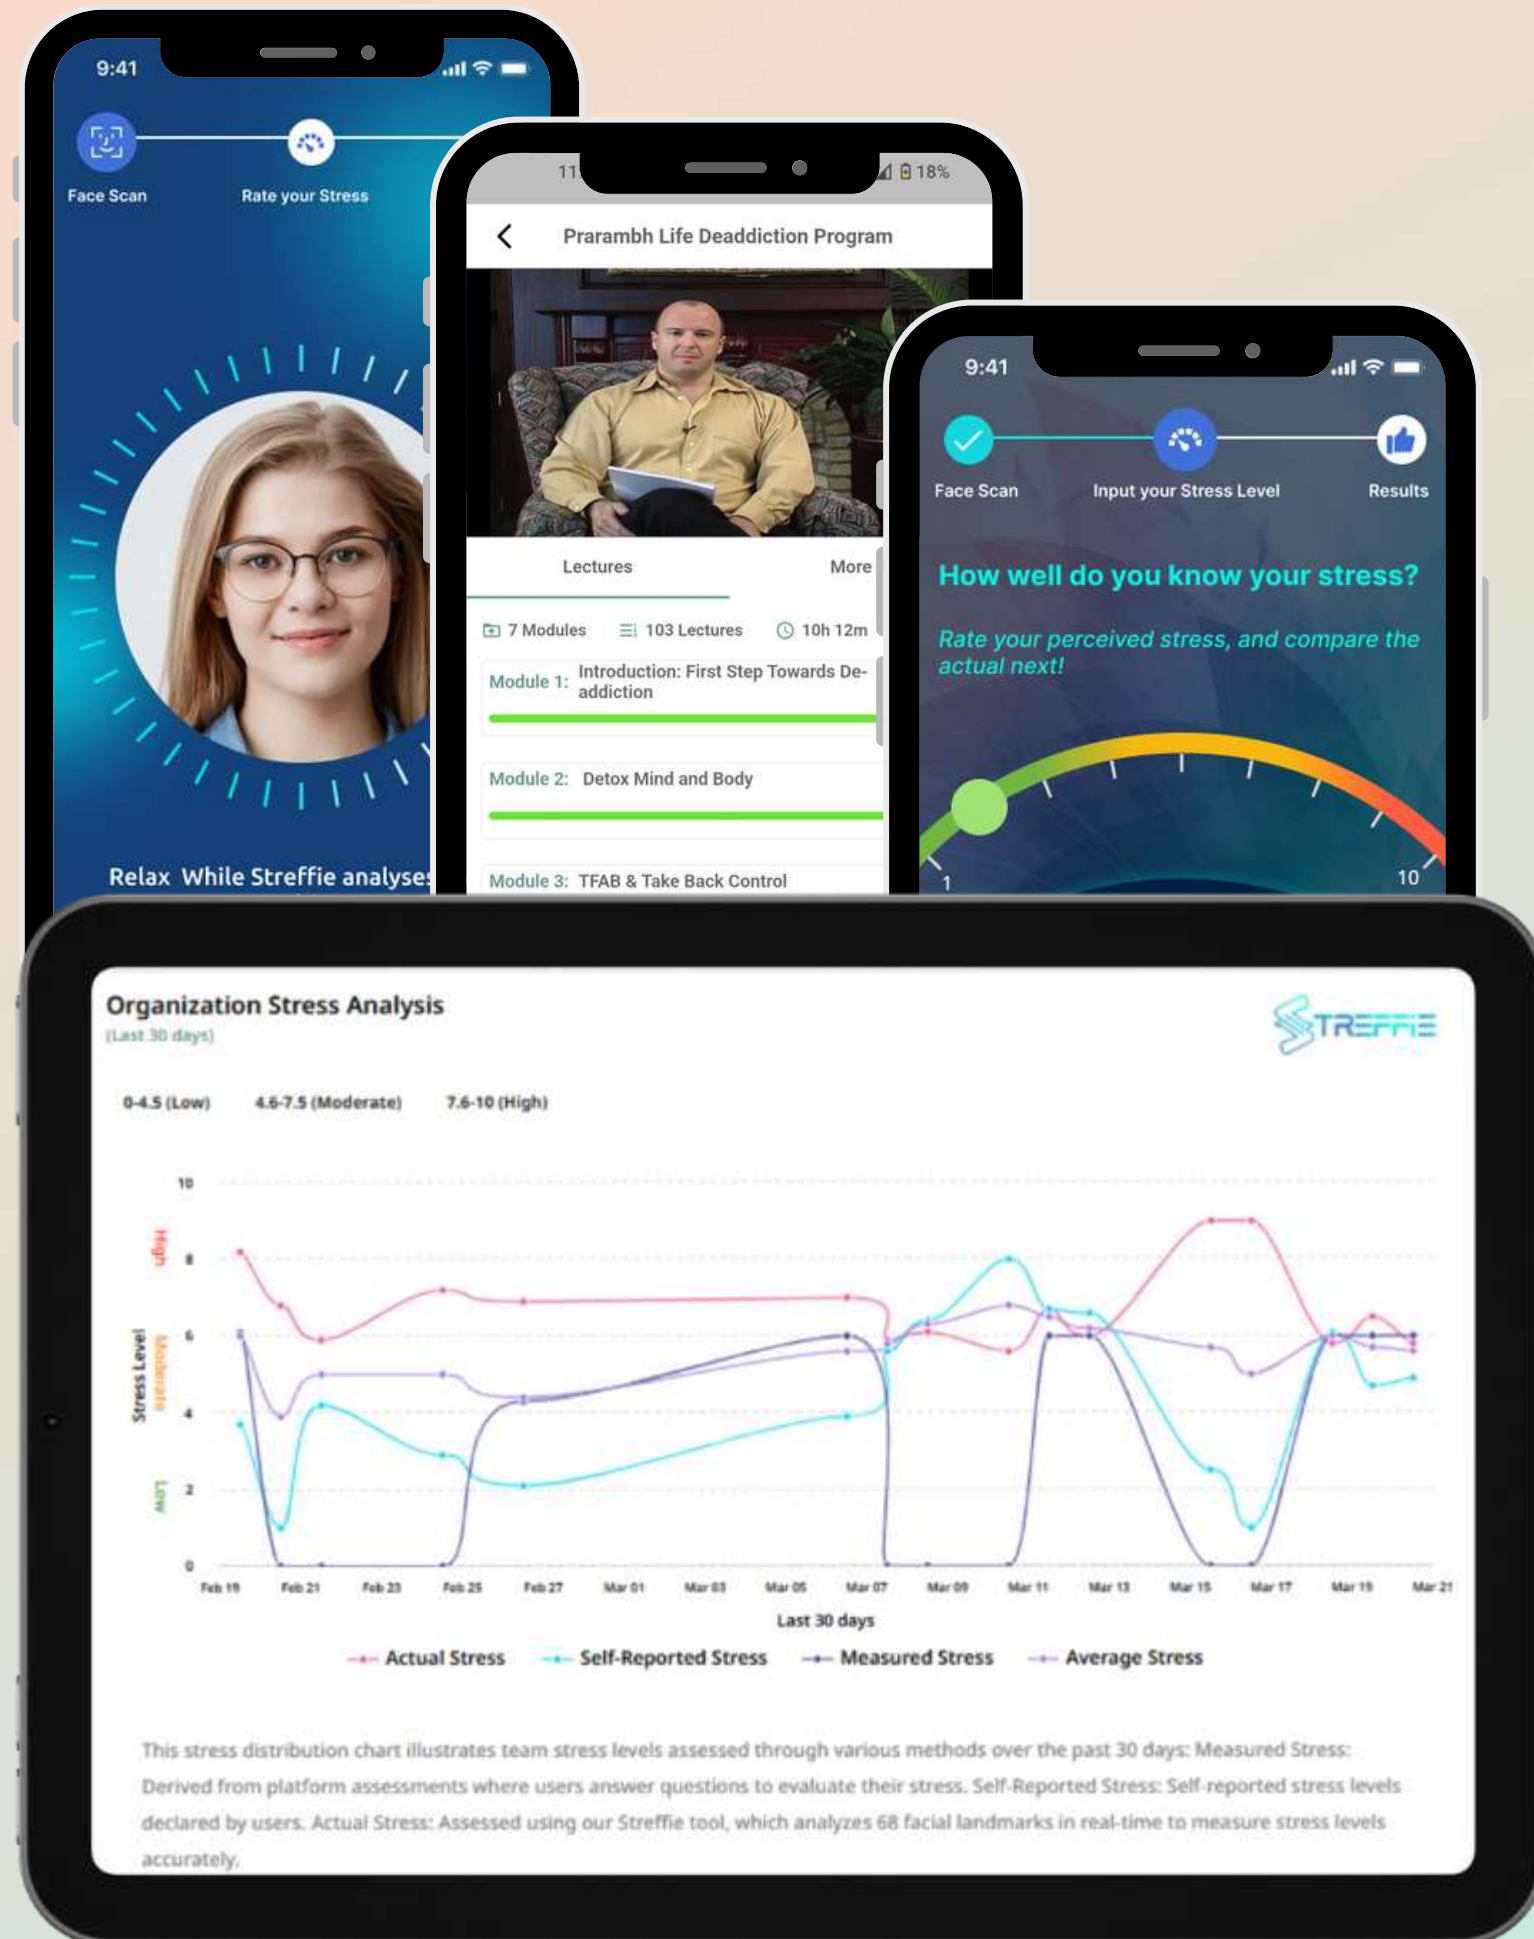 9:41
Face Scan
Rate your Stress
Relax While Streffie analyses
18%
Prarambh Life Deaddiction Program
Lectures
More
7 Modules
103 Lectures
10h 12m
Module 1:
Introduction: First Step Towards De-
addiction
Module 2: Detox Mind and Body
Module 3: TFAB & Take Back Control
9:41
Face Scan
Input your Stress Level
Results
How well do you know your stress?
Rate your perceived stress, and compare the
actual next!
1
10
Organization Stress Analysis
(Last 30 days)
STREFFIE
0-4.5 (Low)
4.6-7.5 (Moderate)
7.6-10 (High)
Stress Level
High
Moderate
Low
10
8
6
4
2
0
Feb 19
Feb 21
Feb 23
Feb 25
Feb 27
Mar 01
Mar 03
Mar 05
Mar 07
Mar 09
Mar 11
Mar 13
Mar 15
Mar 17
Mar 19
Mar 21
Last 30 days
Actual Stress
Self-Reported Stress
Measured Stress
Average Stress
This stress distribution chart illustrates team stress levels assessed through various methods over the past 30 days: Measured Stress:
Derived from platform assessments where users answer questions to evaluate their stress. Self-Reported Stress: Self-reported stress levels
declared by users. Actual Stress: Assessed using our Streffie tool, which analyzes 68 facial landmarks in real-time to measure stress levels
accurately.